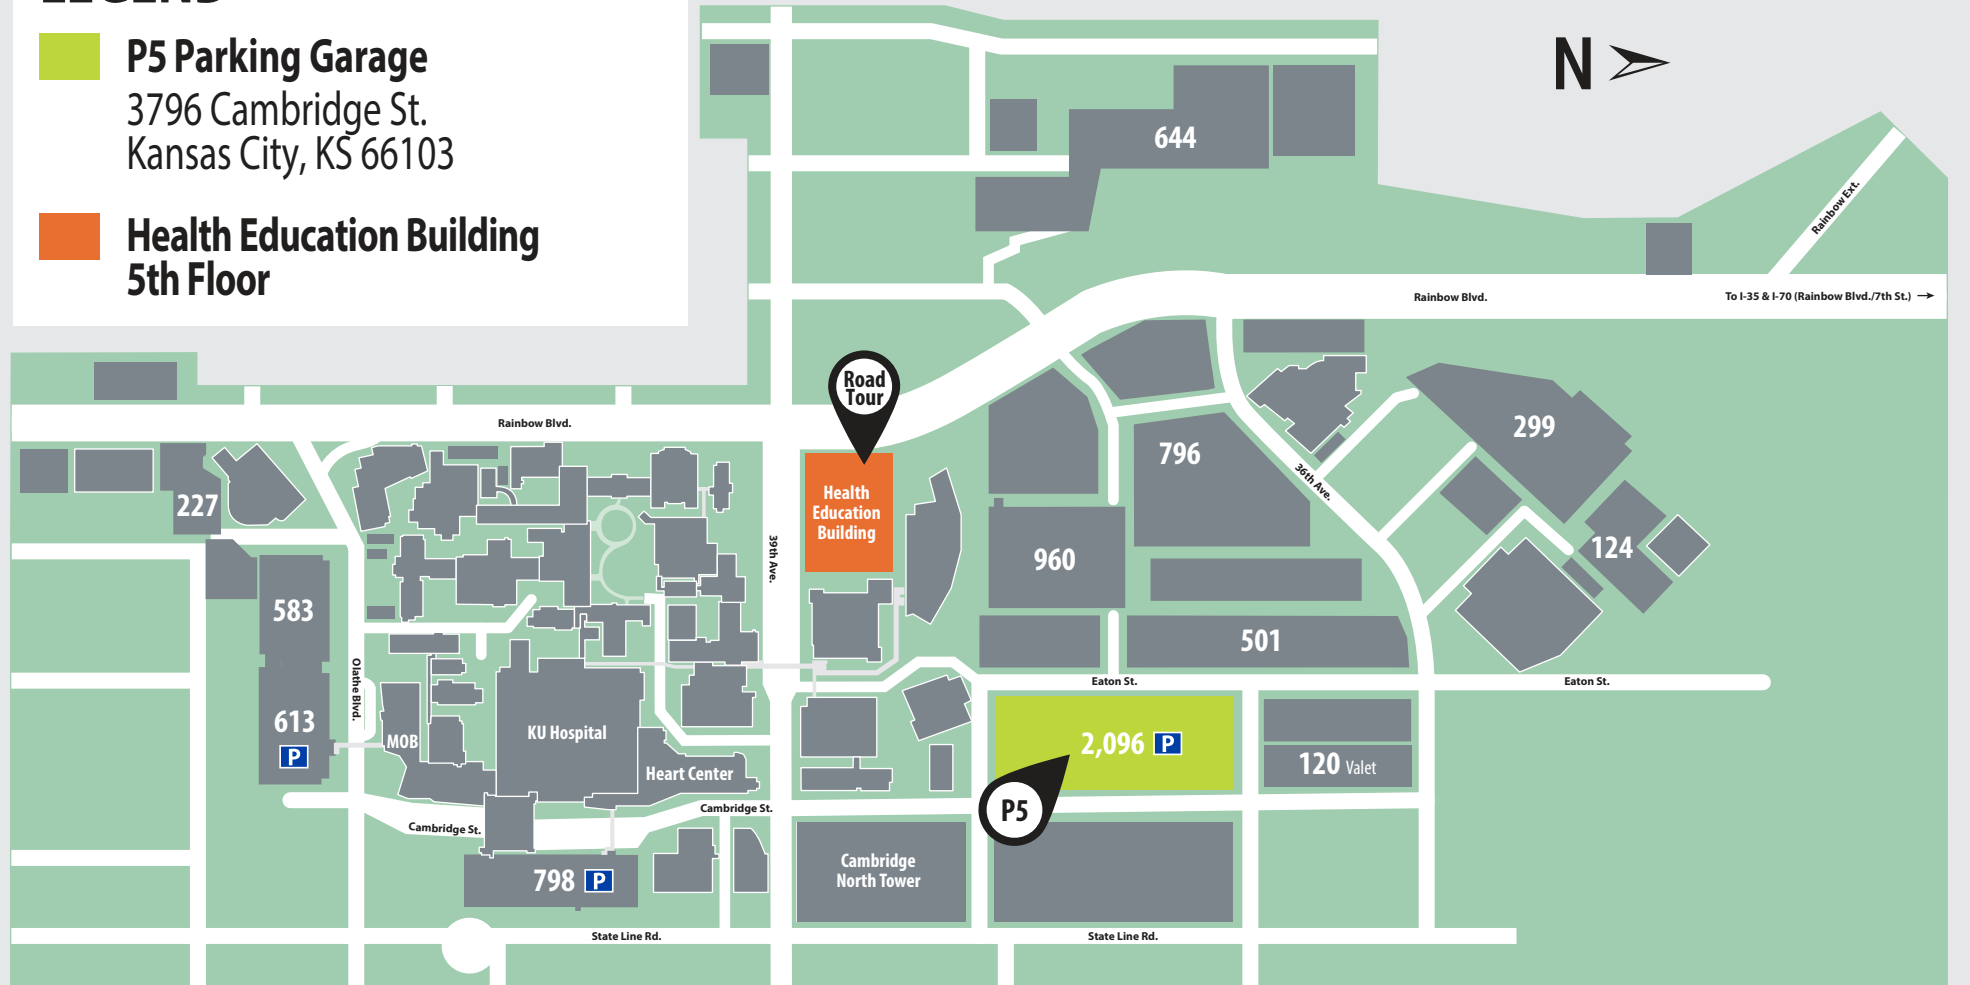 LEGEND
P5 Parking Garage
3796 Cambridge St.
Kansas City, KS 66103
Health Education Building
5th Floor
N
644
Rainbow Ext.
Rainbow Blvd.
To I-35 & I-70 (Rainbow Blvd./7th St.)
Road
Tour
Rainbow Blvd.
299
796
36th Ave.
227
Health
Education
Building
39th Ave.
960
124
583
501
Olathe Blvd.
Eaton St.
Eaton St.
613
P
MOB
KU Hospital
2,096 P
Heart Center
120 Valet
P5
Cambridge St.
Cambridge St.
Cambridge
North Tower
798 P
State Line Rd.
State Line Rd.